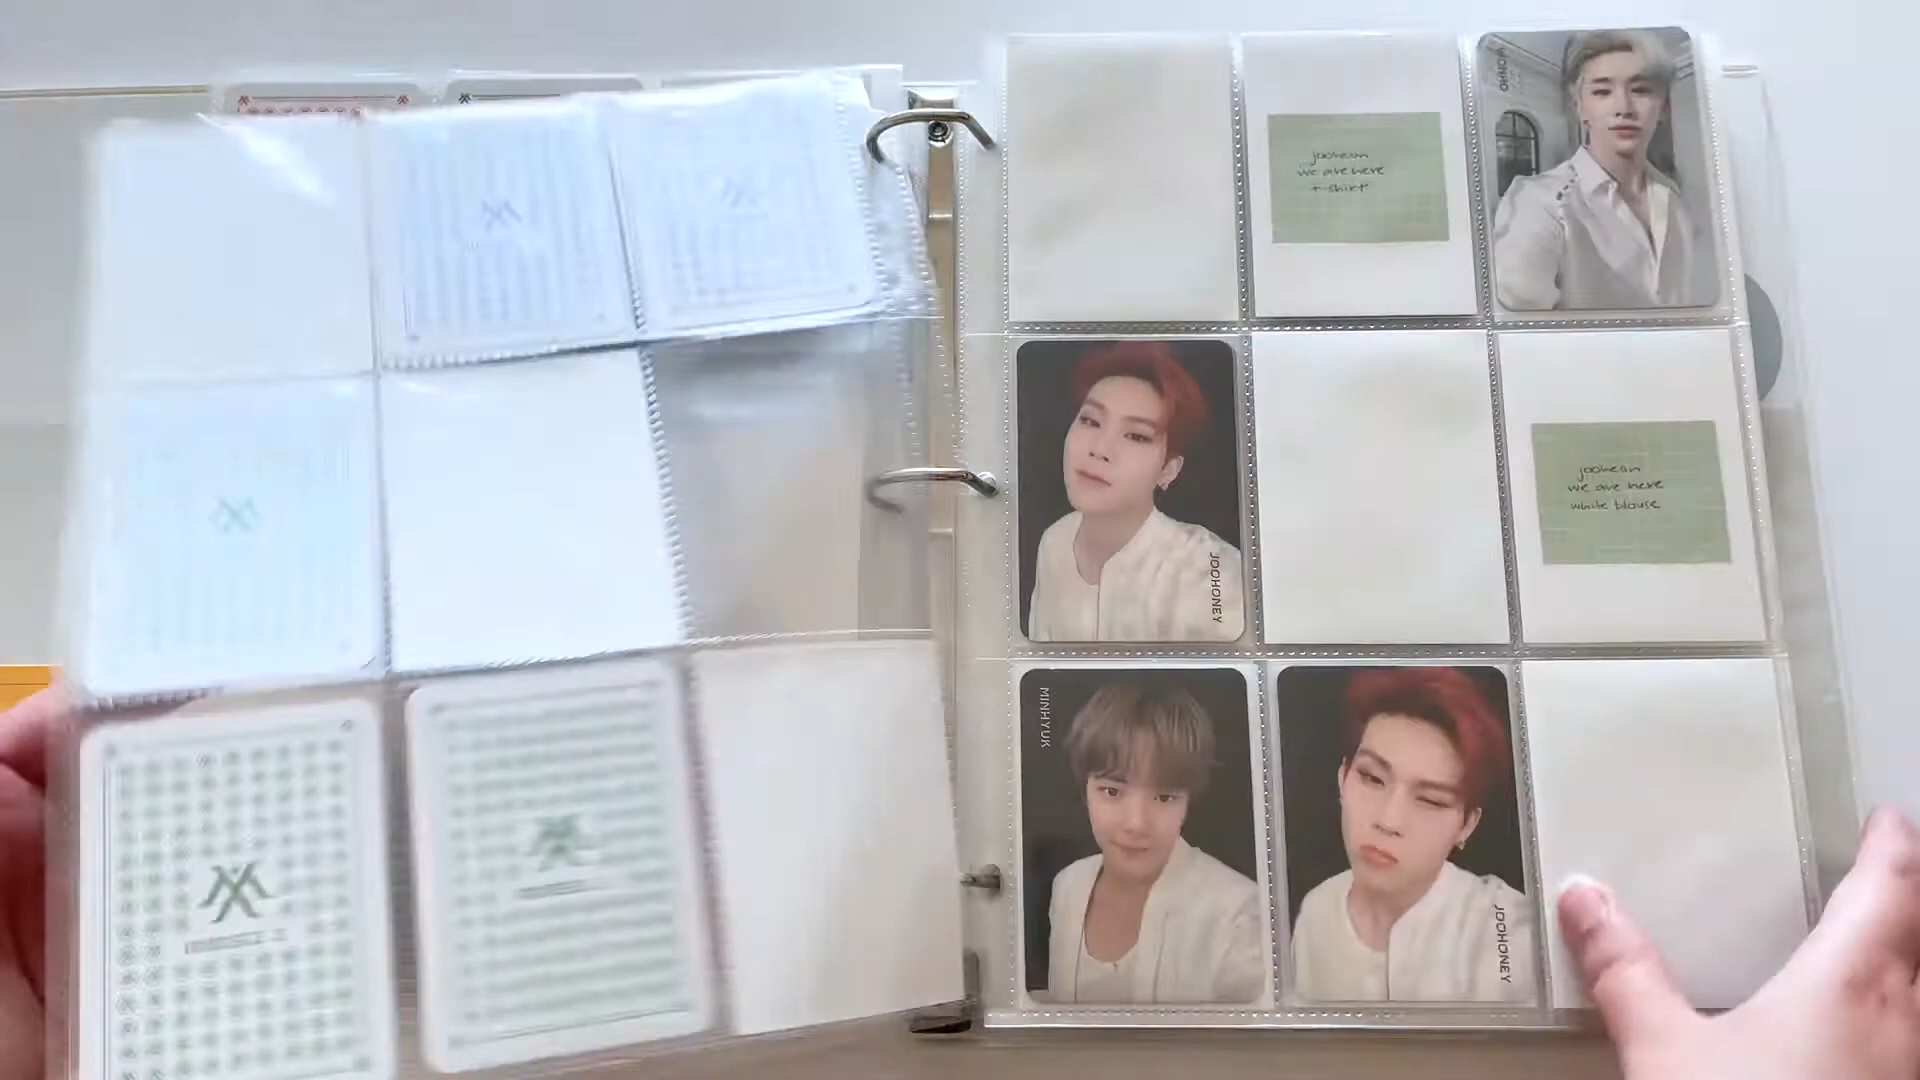 jooheon
we are here
t-shirt
WONHO
JOOHONEY
jooheon
we are here
white blouse
MINHYUK
JOOHONEY